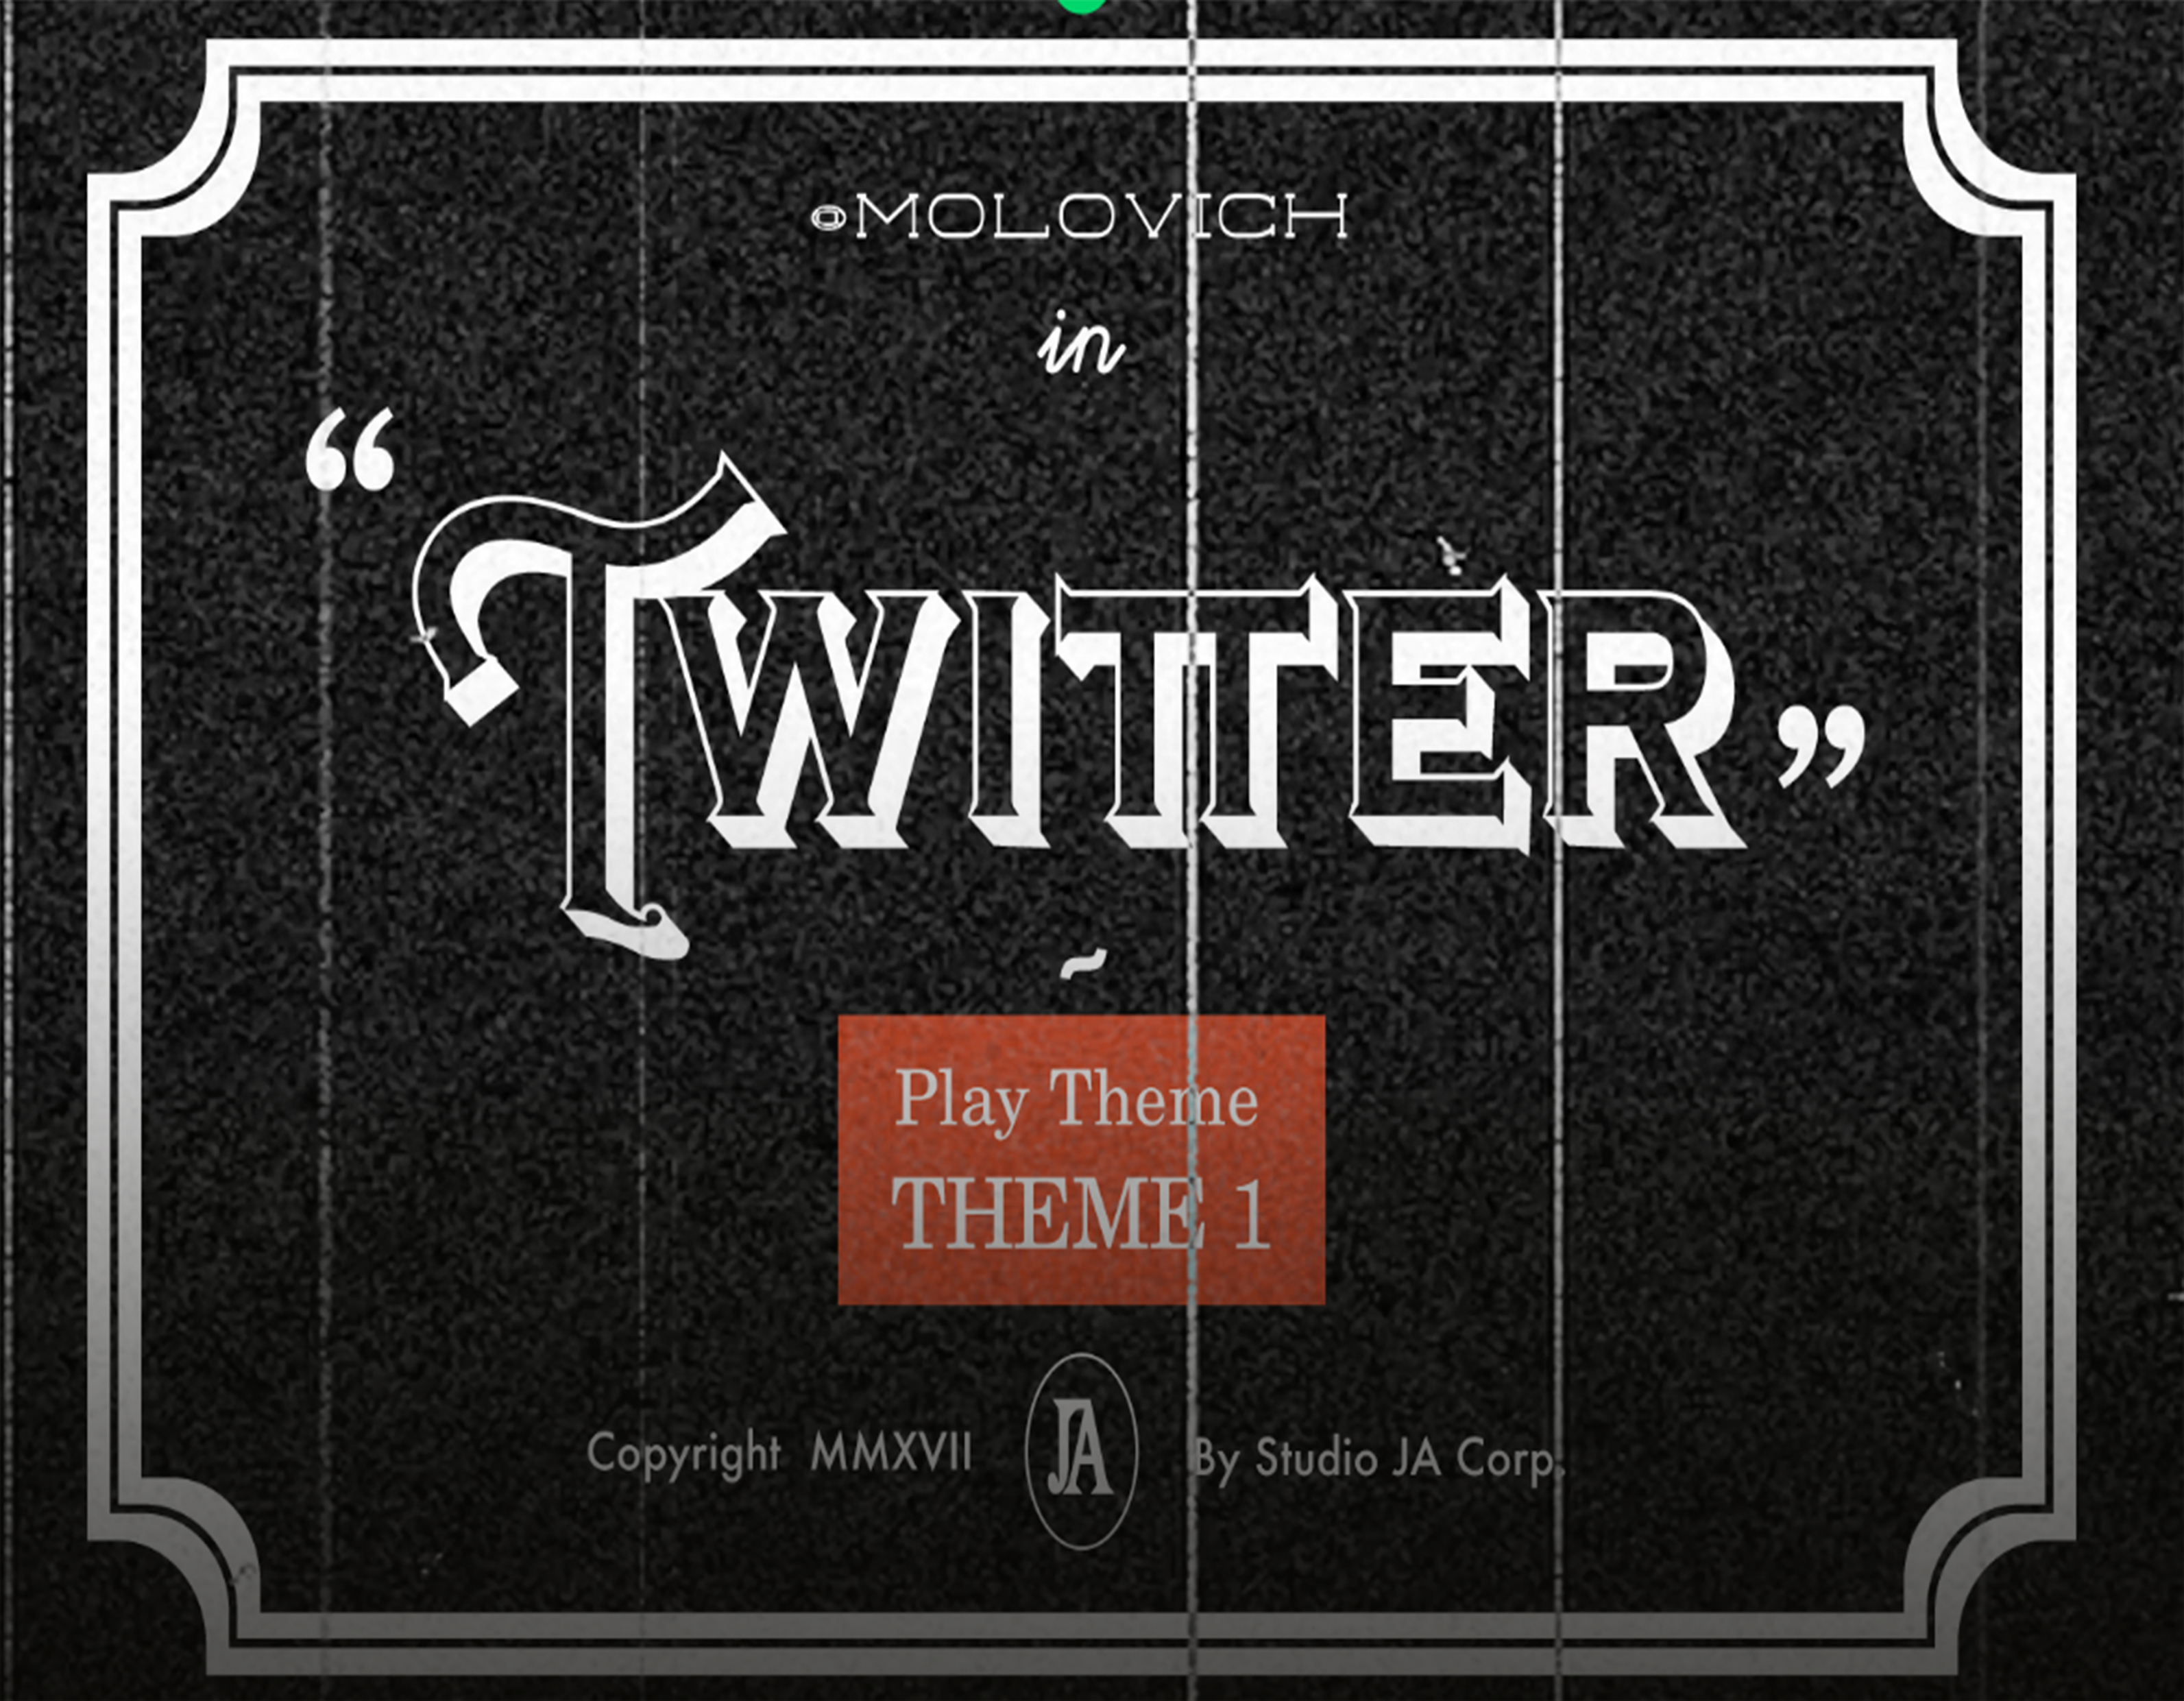 @MOLOVICH
in
“TWITTER”
~
Play Theme
THEME 1
Copyright MMXVII JA By Studio JA Corp.